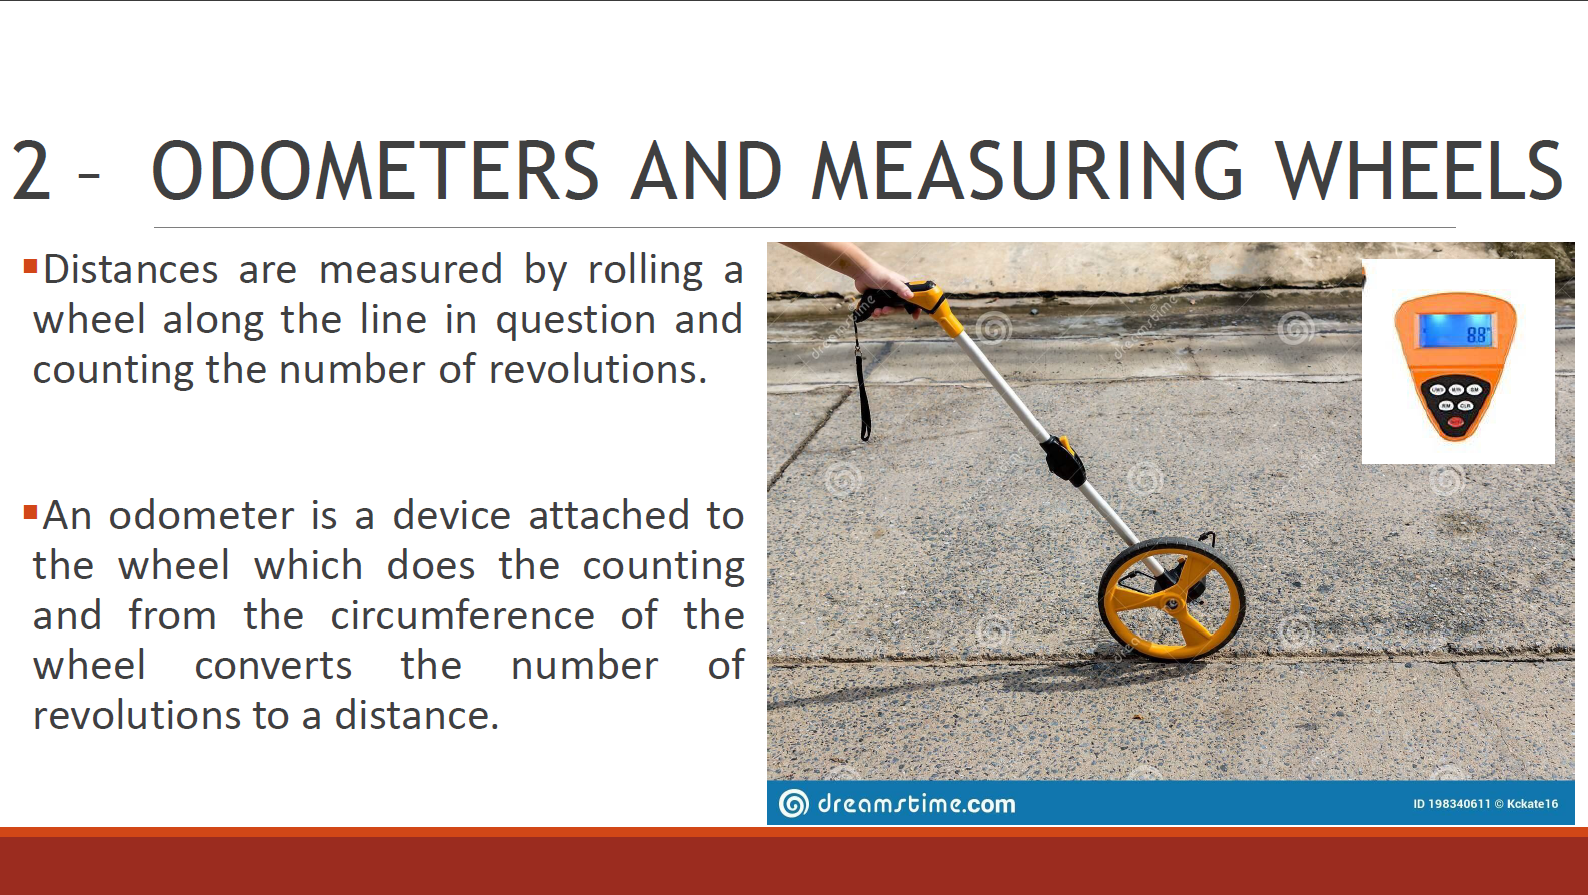 2 - ODOMETERS AND MEASURING WHEELS
Distances are measured by rolling a
wheel along the line in question and
counting the number of revolutions.
An odometer is a device attached to
the wheel which does the counting
and from the circumference of the
wheel converts the number of
revolutions to a distance.
dreamstime
dreamstime
dreamstime.com
ID 198340611 © Kckate16